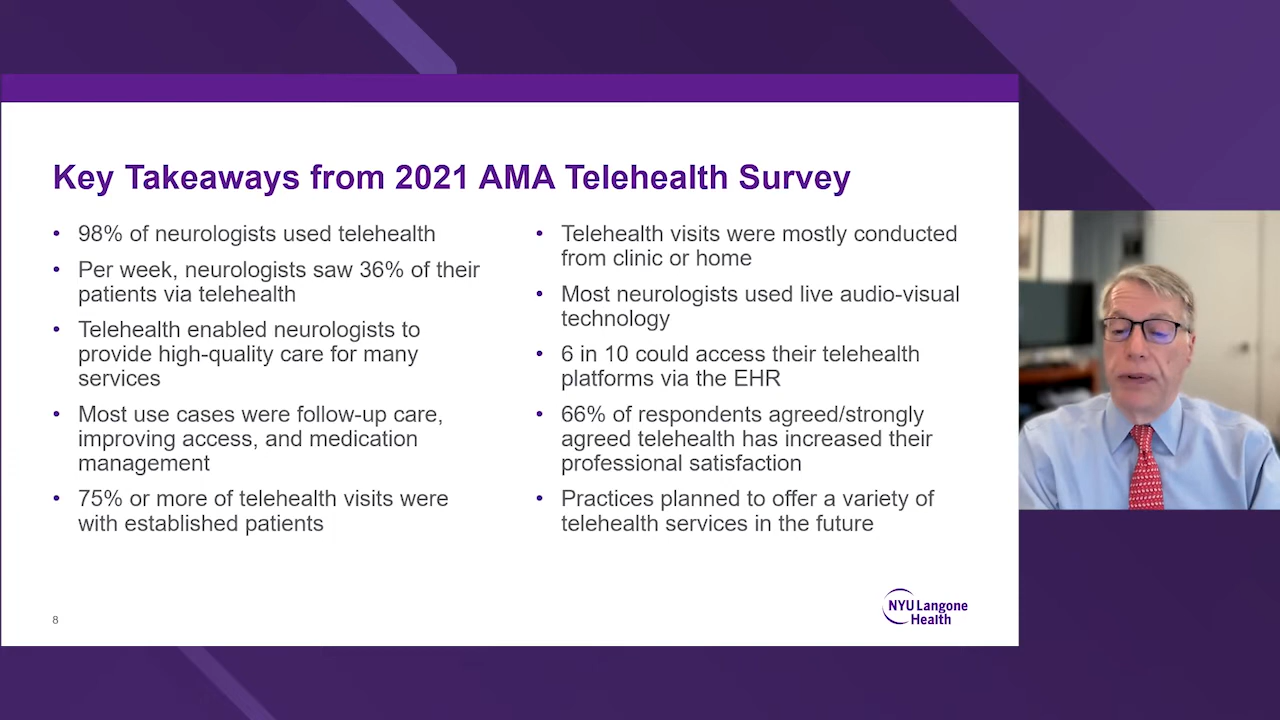 Key Takeaways from 2021 AMA Telehealth Survey
• 98% of neurologists used telehealth
• Per week, neurologists saw 36% of their
patients via telehealth
• Telehealth enabled neurologists to
provide high-quality care for many
services
• Most use cases were follow-up care,
improving access, and medication
management
• 75% or more of telehealth visits were
with established patients
• Telehealth visits were mostly conducted
from clinic or home
• Most neurologists used live audio-visual
technology
• 6 in 10 could access their telehealth
platforms via the EHR
• 66% of respondents agreed/strongly
agreed telehealth has increased their
professional satisfaction
• Practices planned to offer a variety of
telehealth services in the future
8
NYU Langone
Health